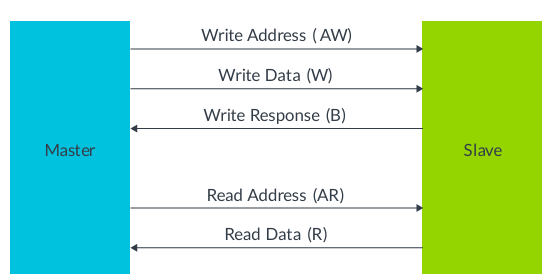 Write Address (AW)
Write Data (W)
Write Response (B)
Master
Slave
Read Address (AR)
Read Data (R)